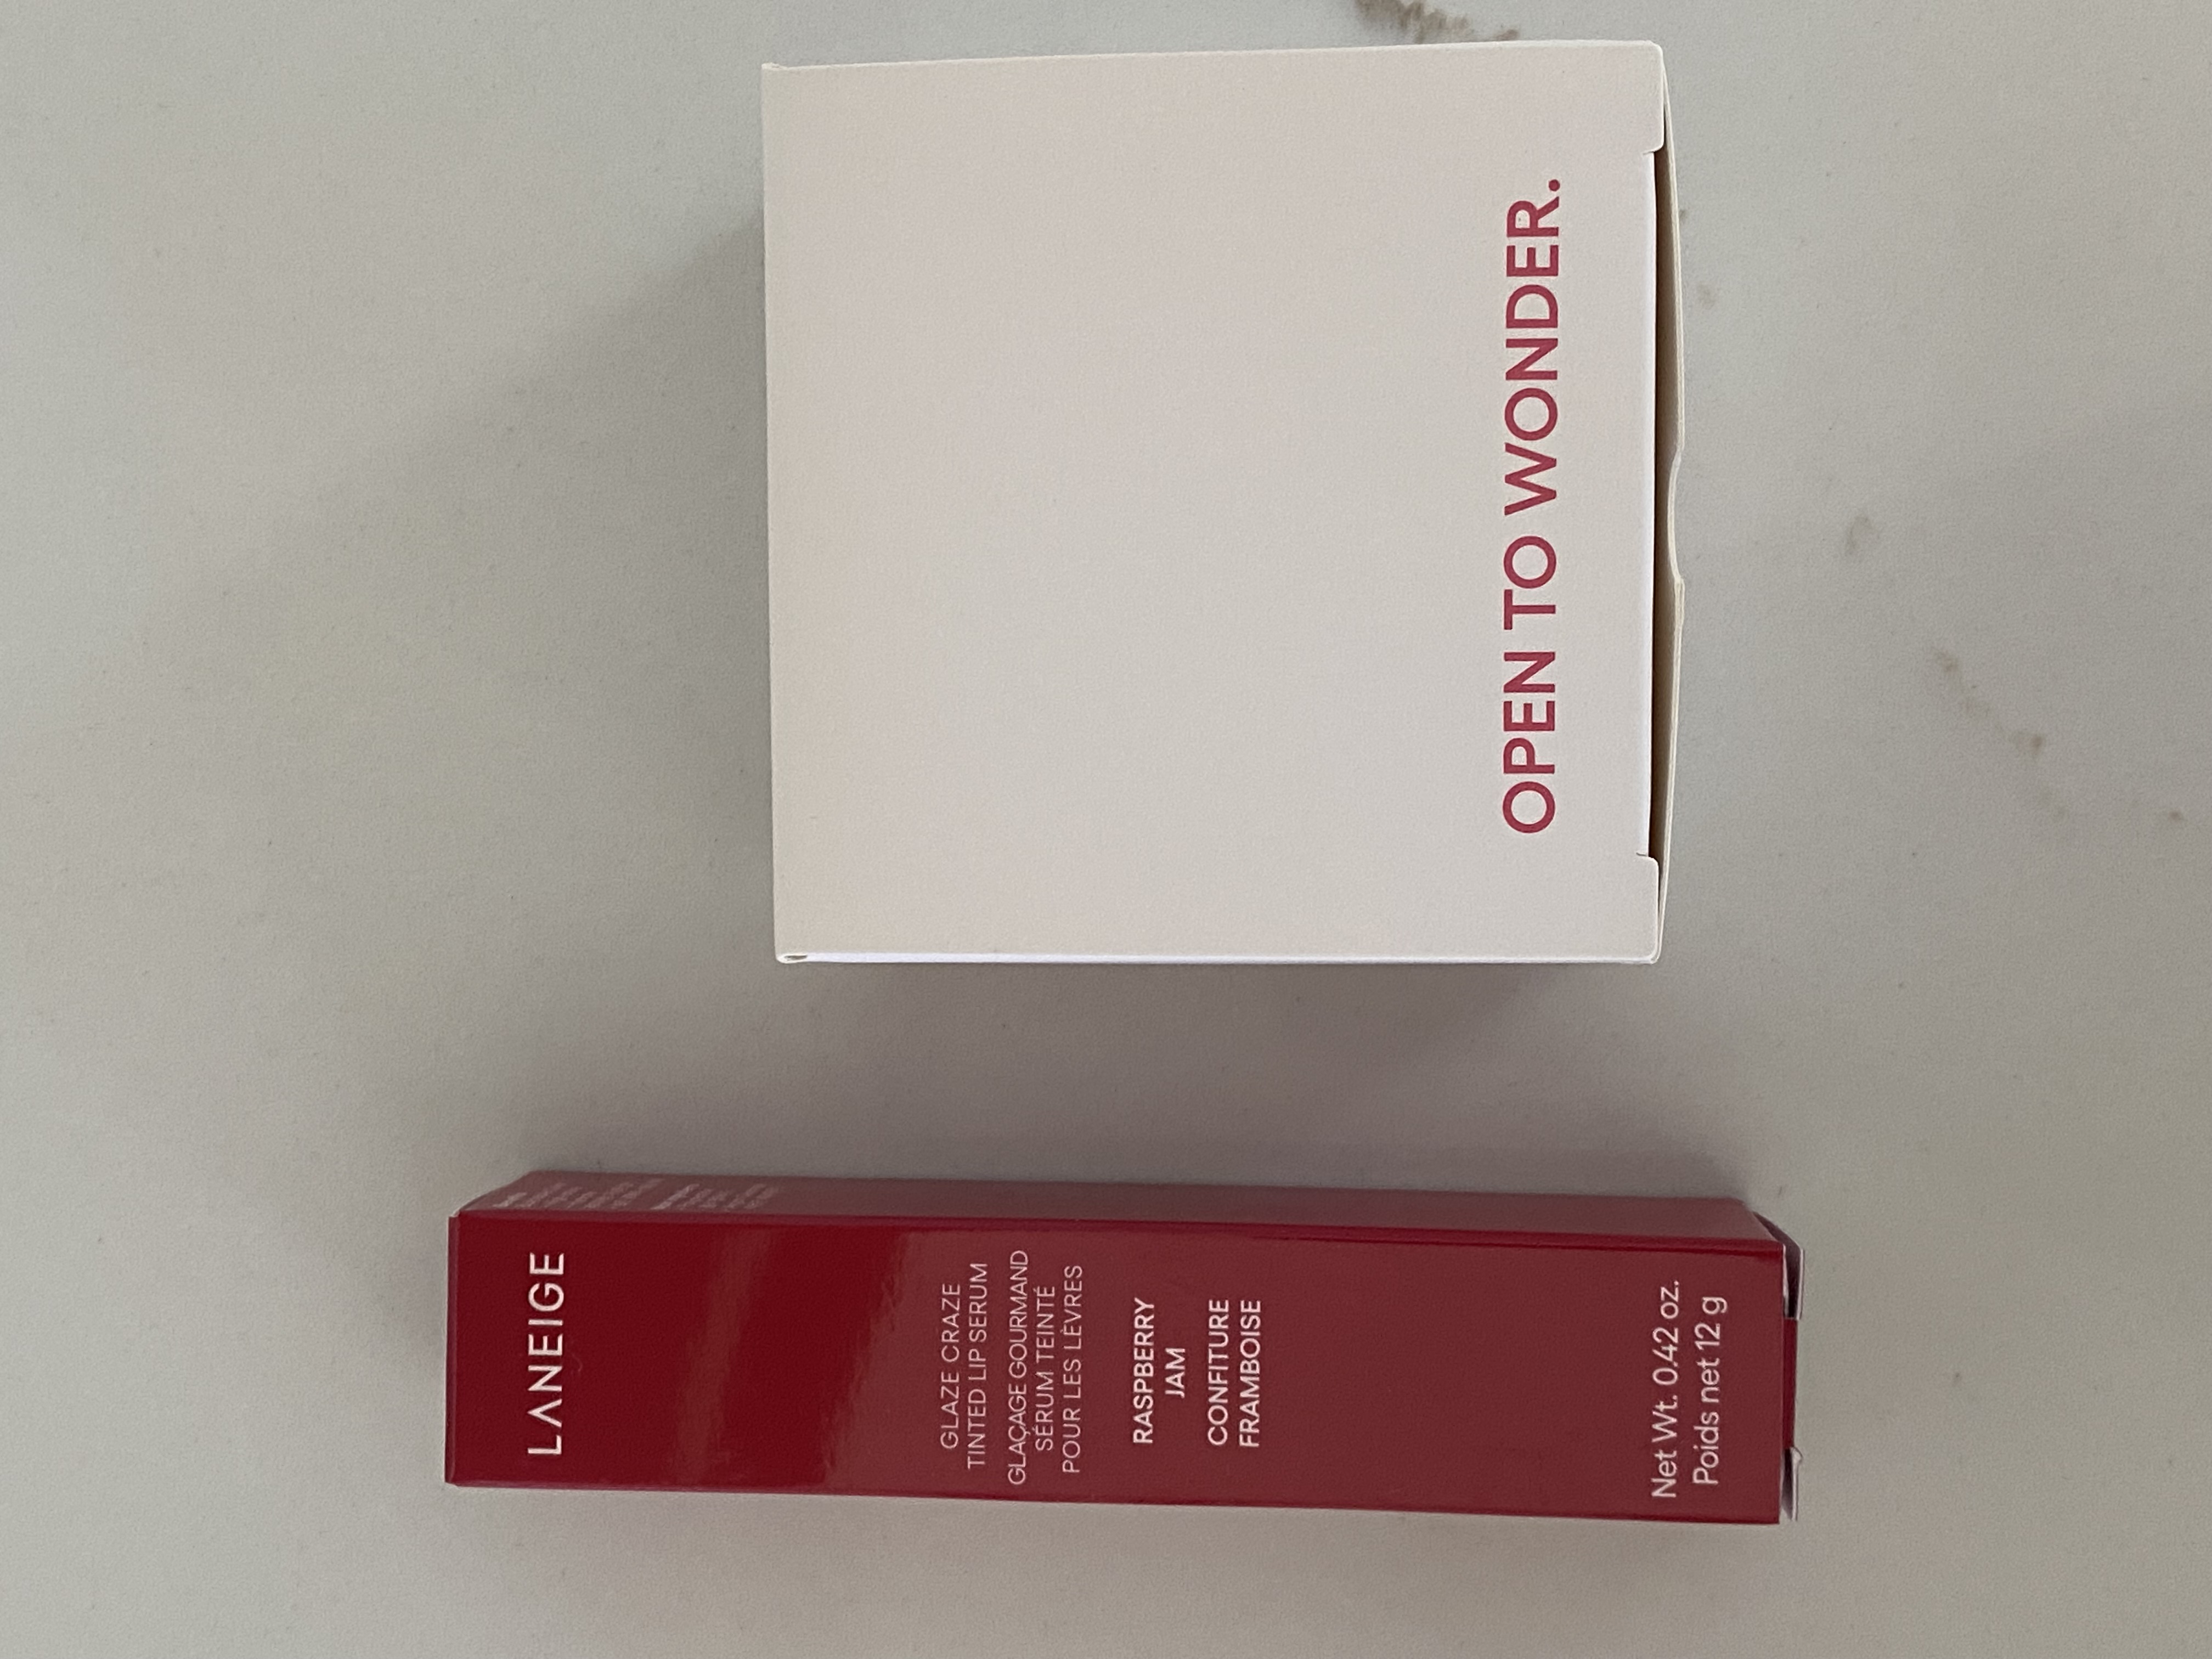 OPEN TO WONDER.
LANEIGE
GLAZE CRAZE
TINTED LIP SERUM
GLAÇAGE GOURMAND
SÉRUM TEINTÉ
POUR LES LÈVRES
RASPBERRY
JAM
CONFITURE
FRAMBOISE
Net Wt. 0.42 oz.
Poids net 12 g